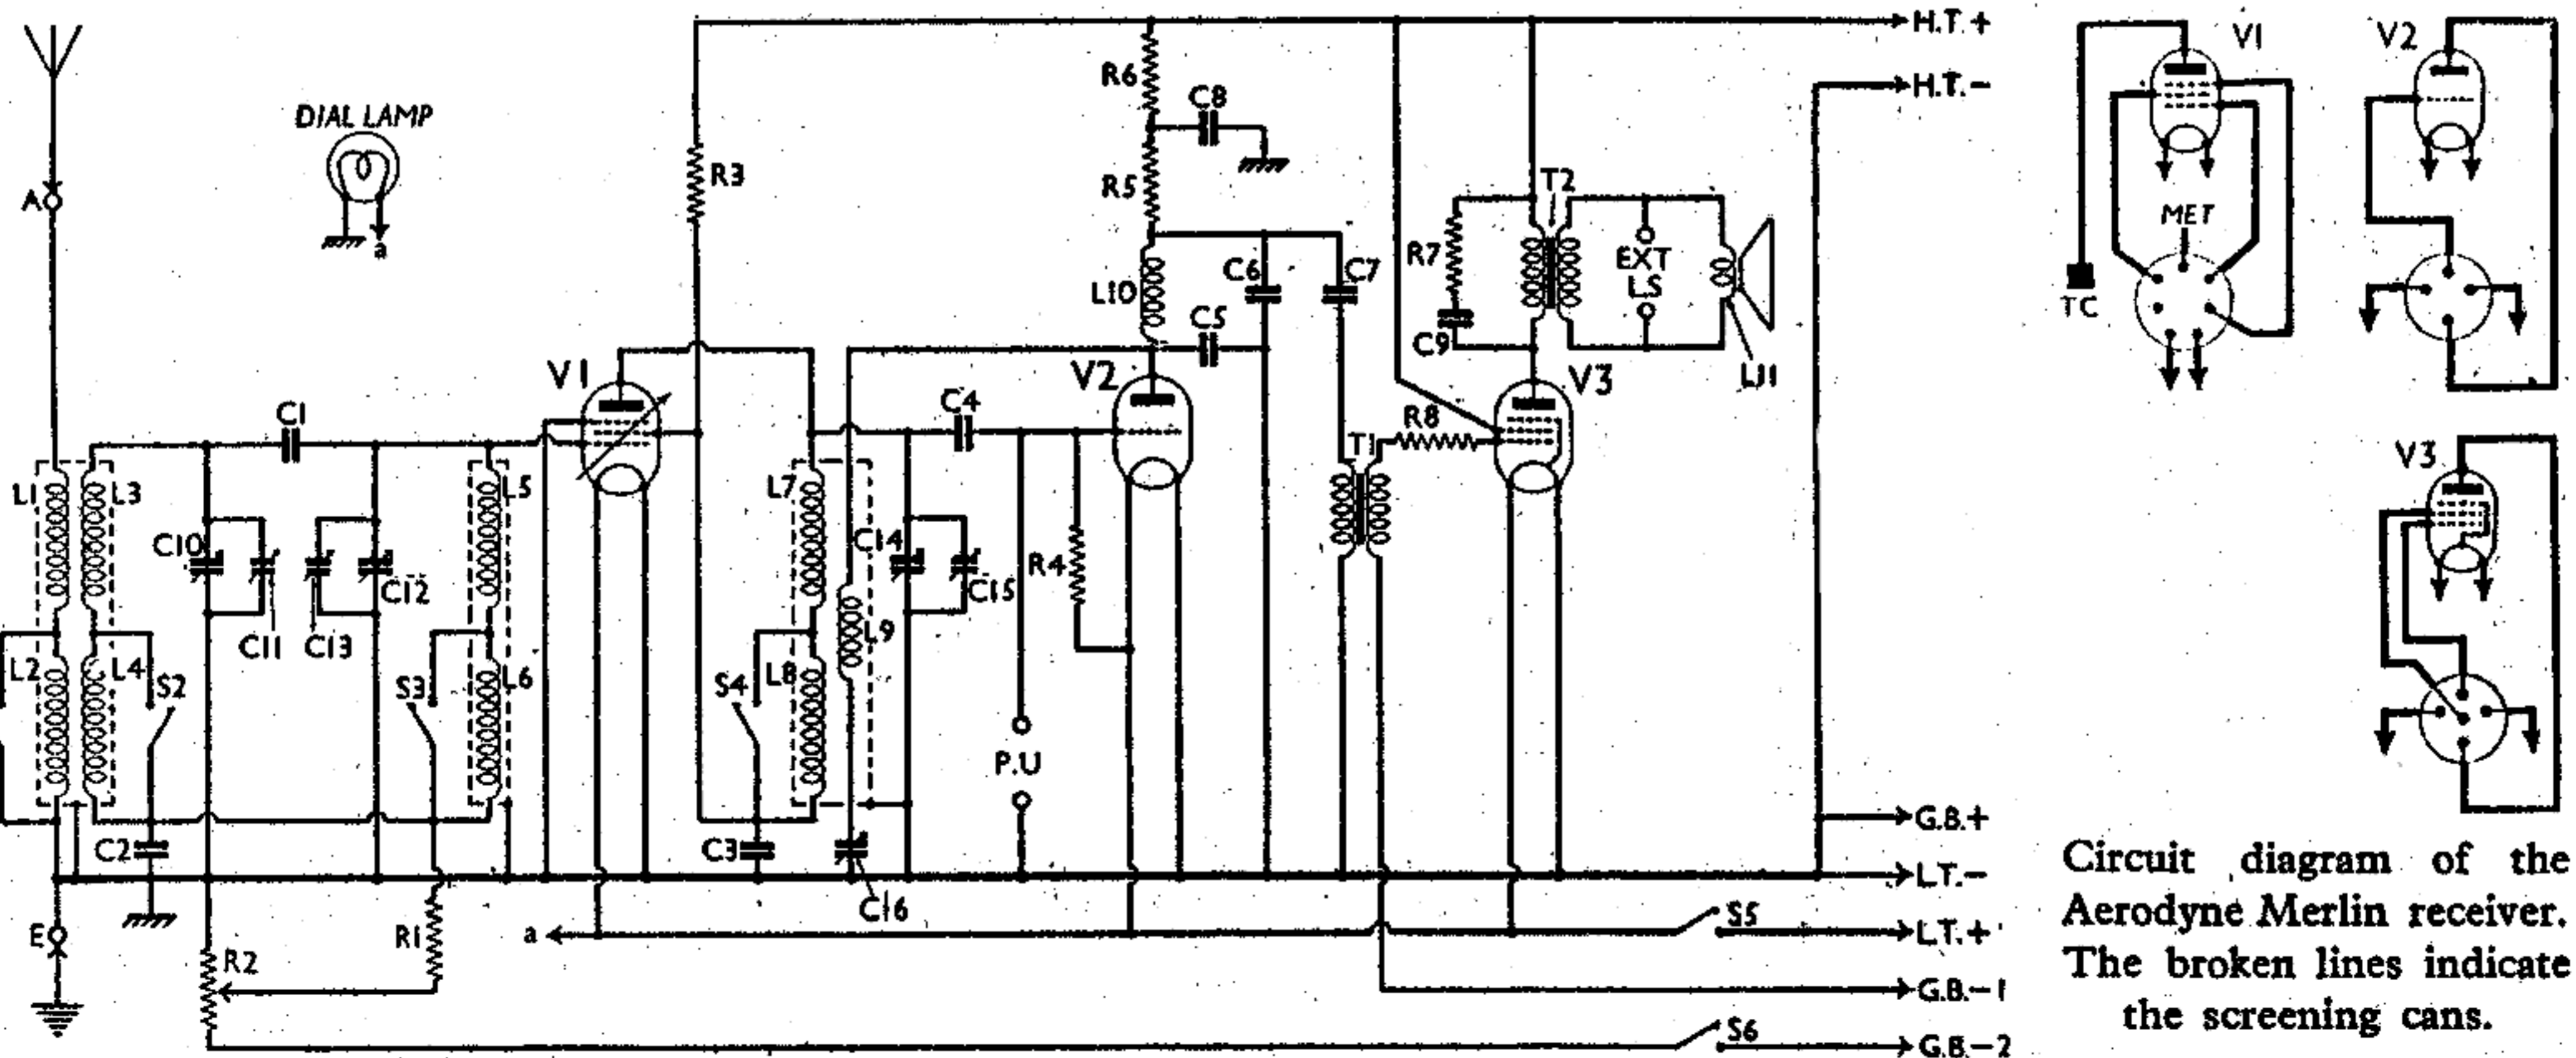 H.T.+
H.T.-
R6
C8
DIAL LAMP
a
A
R3
R5
T2
R7
EXT
LS
L10
C6
C7
C5
C9
L11
V1
V2
V3
C1
C4
R8
T1
L1
L3
L5
L7
C10
C12
C14
C15
R4
C11
C13
L9
L2
L4
S2
S3
L6
S4
L8
P.U
C2
C3
C16
G.B.+
L.T.-
E
R1
a
S5
L.T.+
R2
G.B.-1
S6
G.B.-2
V1
V2
MET
TC
V3
Circuit diagram of the
Aerodyne Merlin receiver.
The broken lines indicate
the screening cans.